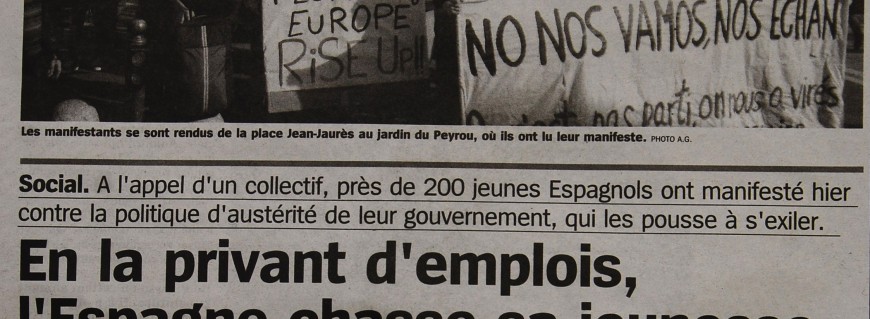 EUROPE
RiSE Up!!
NO NOS VAMOS, NOS ECHAN
pas parti, on nous a virés
Les manifestants se sont rendus de la place Jean-Jaurès au jardin du Peyrou, où ils ont lu leur manifeste. PHOTO A.G.
Social. A l'appel d'un collectif, près de 200 jeunes Espagnols ont manifesté hier
contre la politique d'austérité de leur gouvernement, qui les pousse à s'exiler.
En la privant d'emplois,
l'Espagne chasse sa jeunesse